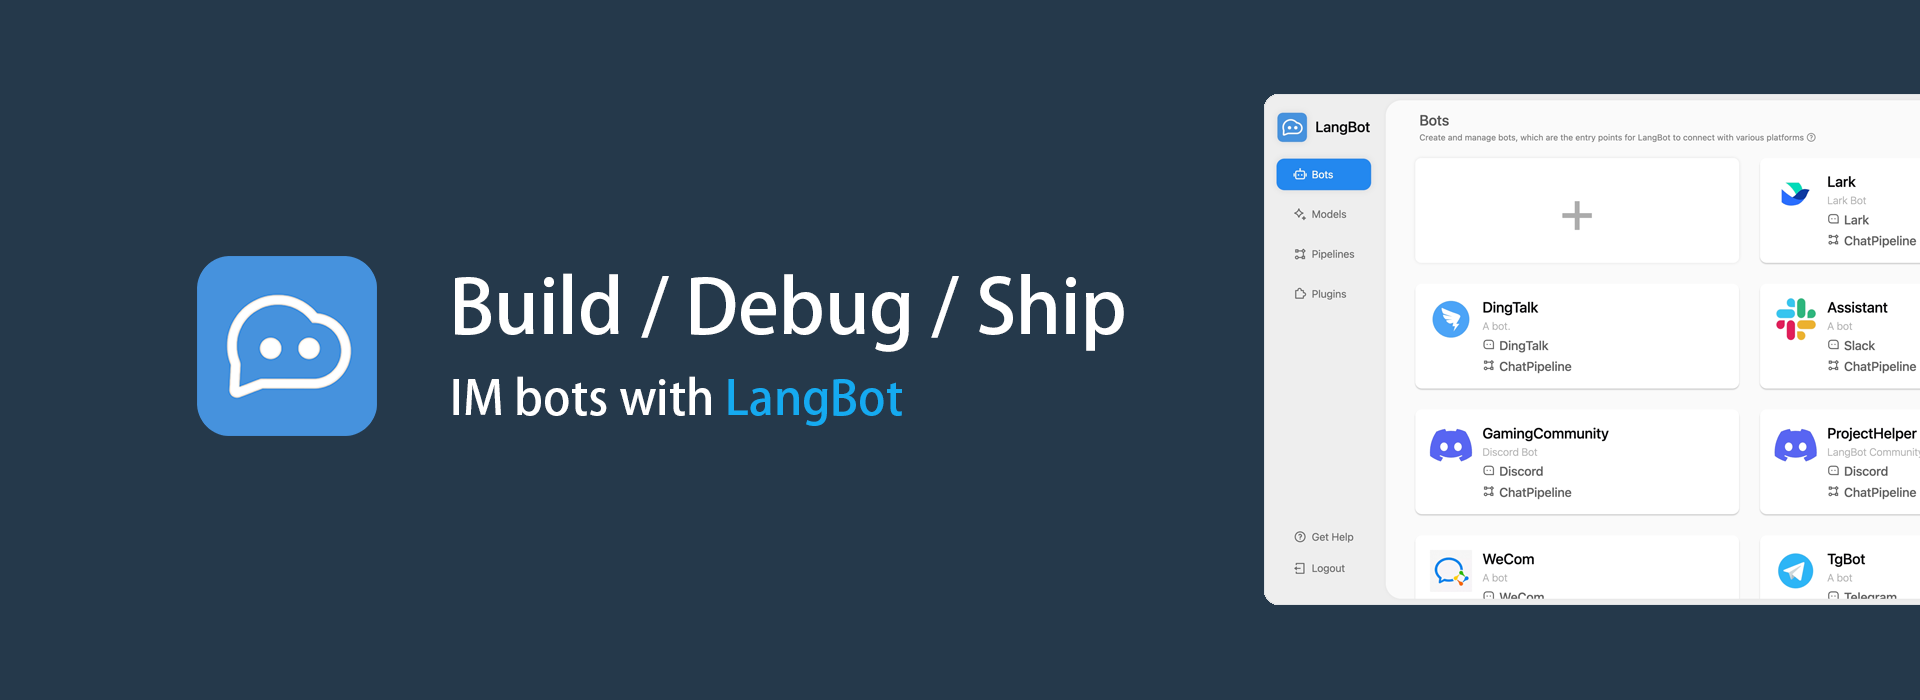 Build / Debug / Ship
IM bots with LangBot
LangBot
Bots
Models
Pipelines
Plugins
Get Help
Logout
Bots
Create and manage bots, which are the entry points for LangBot to connect with various platforms
Lark
Lark Bot
Lark
ChatPipeline
DingTalk
A bot.
DingTalk
ChatPipeline
Assistant
A bot
Slack
ChatPipeline
GamingCommunity
Discord Bot
Discord
ChatPipeline
ProjectHelper
LangBot Community
Discord
ChatPipeline
WeCom
A bot
WeCom
TgBot
A bot
Telegram